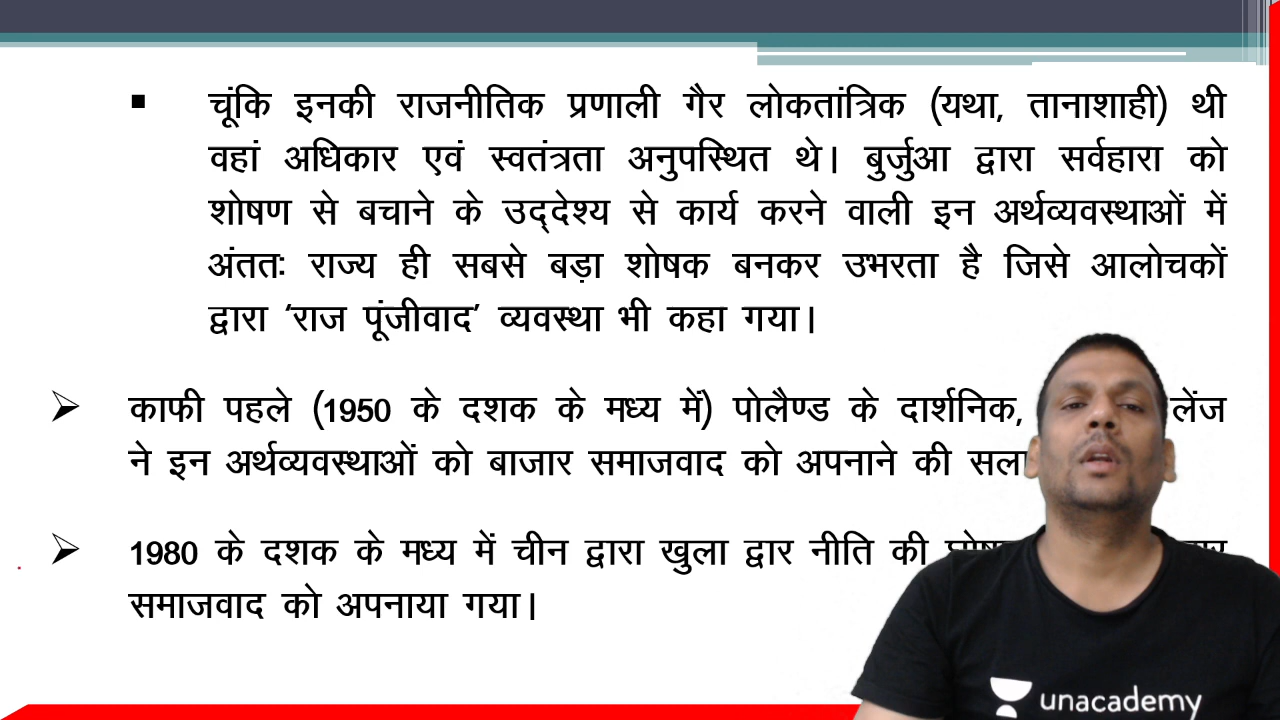 ▪ चूंकि इनकी राजनीतिक प्रणाली गैर लोकतांत्रिक (यथा, तानाशाही) थी
वहां अधिकार एवं स्वतंत्रता अनुपस्थित थे। बुर्जुआ द्वारा सर्वहारा को
शोषण से बचाने के उद्देश्य से कार्य करने वाली इन अर्थव्यवस्थाओं में
अंततः राज्य ही सबसे बड़ा शोषक बनकर उभरता है जिसे आलोचकों
द्वारा ‘राज पूंजीवाद’ व्यवस्था भी कहा गया।
➢ काफी पहले (1950 के दशक के मध्य में) पोलैण्ड के दार्शनिक, लेंज
ने इन अर्थव्यवस्थाओं को बाजार समाजवाद को अपनाने की
➢ 1980 के दशक के मध्य में चीन द्वारा खुला द्वार नीति की
समाजवाद को अपनाया गया।
unacademy